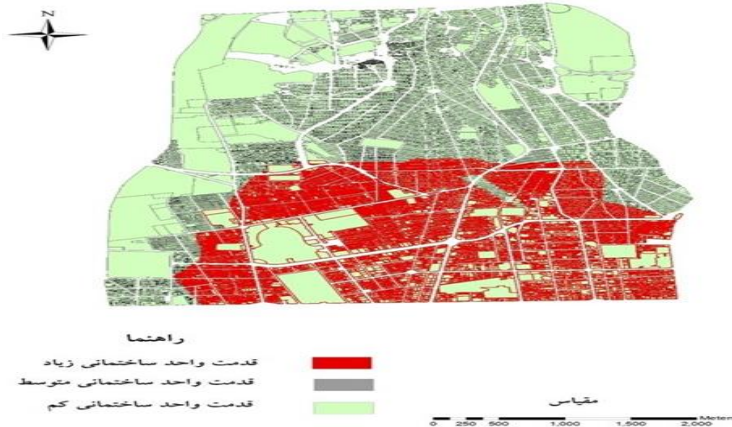 N
راهنما
قدمت واحد ساختمانی زیاد
قدمت واحد ساختمانی متوسط
قدمت واحد ساختمانی کم
مقیاس
0 250 500 1,000 1,500 2,000 Meters